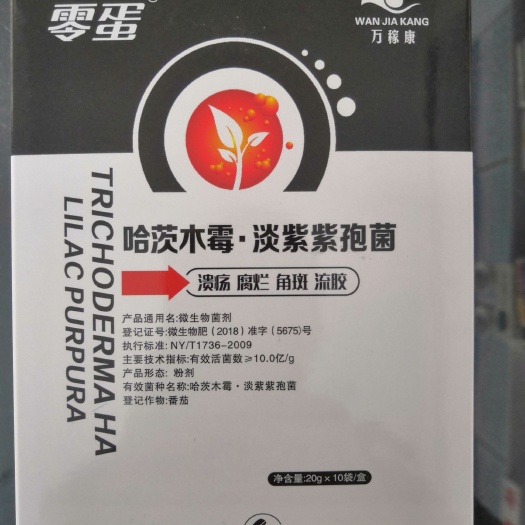 零蛋
WAN JIA KANG
万稼康
TRICHODERMA HA
LILAC PURPURA
哈茨木霉·淡紫紫孢菌
溃疡 腐烂 角斑 流胶
产品通用名:微生物菌剂
登记证号:微生物肥(2018)准字(5675)号
执行标准: NY/T1736-2009
主要技术指标:有效活菌数≥10.0亿/g
产品形态: 粉剂
有效菌种名称:哈茨木霉·淡紫紫孢菌
登记作物:番茄
净含量:20g×10袋/盒